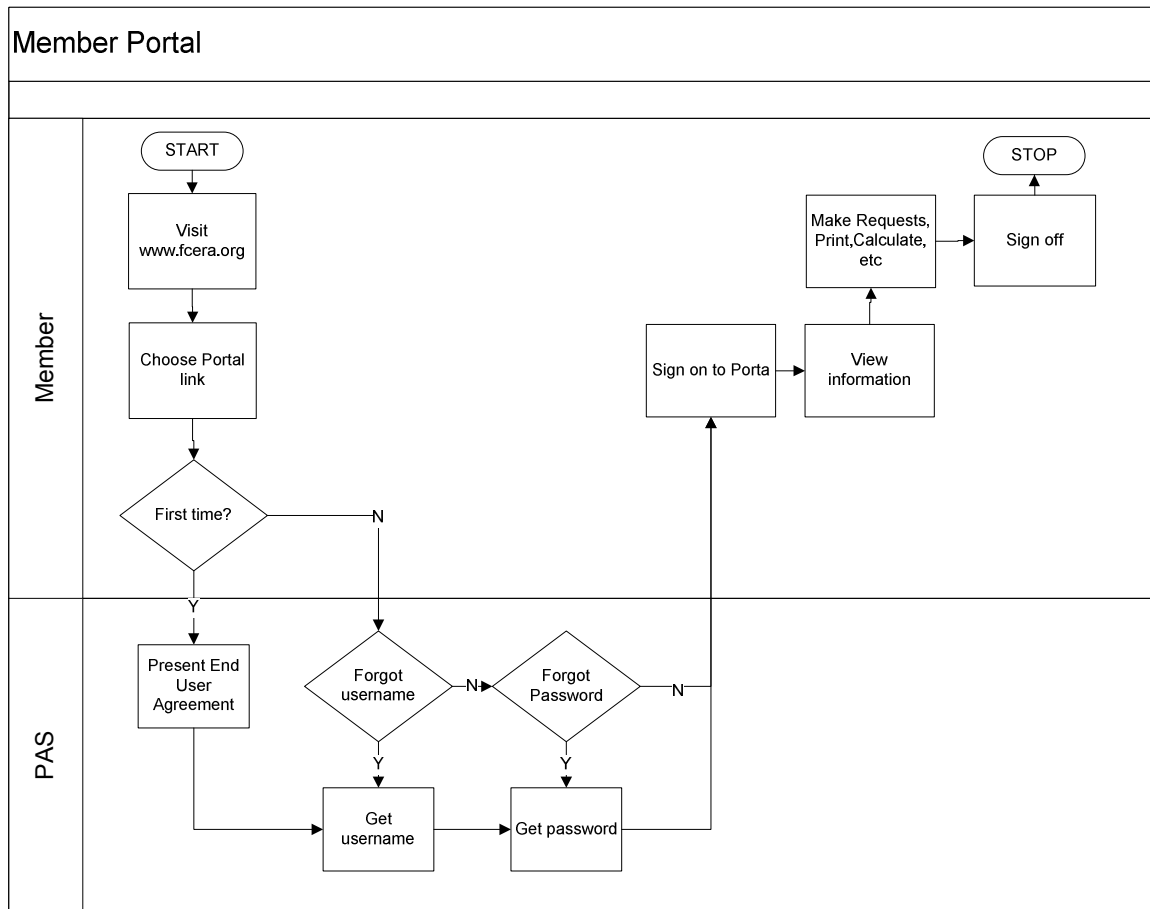 Member Portal
Member
START
Visit
www.fcera.org
Choose Portal
link
First time?
N
Y
STOP
Make Requests,
Print,Calculate,
etc
Sign off
Sign on to Porta
View
information
PAS
Present End
User
Agreement
Forgot
username
N
Forgot
Password
N
Y
Y
Get
username
Get password